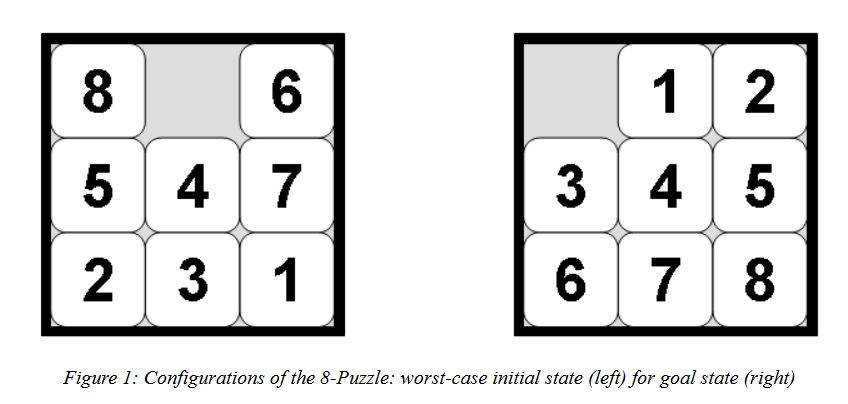 8 6 1 2
5 4 7 3 4 5
2 3 1 6 7 8
Figure 1: Configurations of the 8-Puzzle: worst-case initial state (left) for goal state (right)